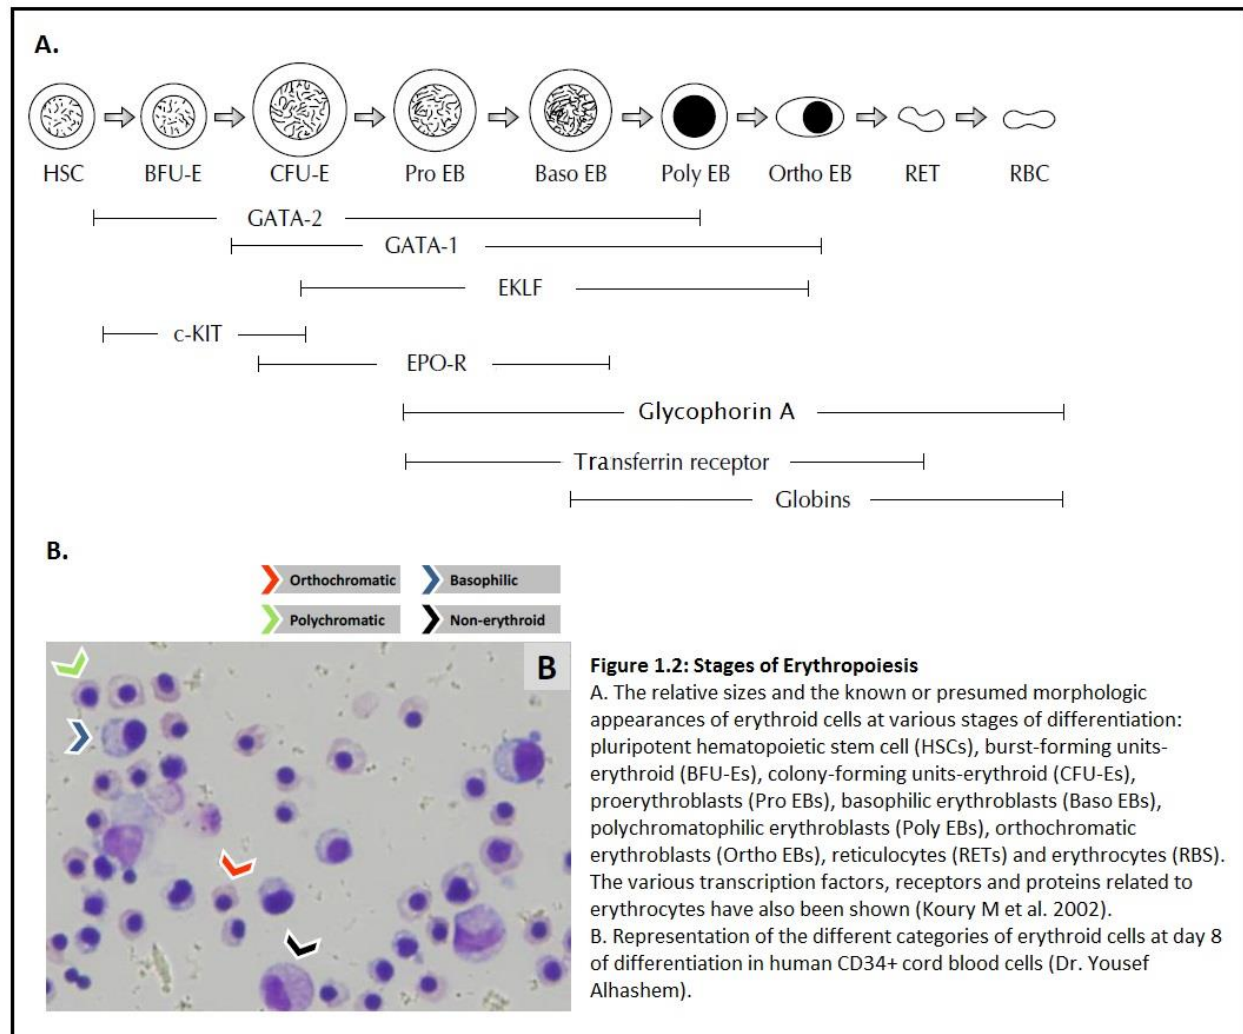 A.
HSC BFU-E CFU-E Pro EB Baso EB Poly EB Ortho EB RET RBC
GATA-2
GATA-1
EKLF
c-KIT
EPO-R
Glycophorin A
Transferrin receptor
Globins
B.
Orthochromatic Basophilic
Polychromatic Non-erythroid
B
Figure 1.2: Stages of Erythropoiesis
A. The relative sizes and the known or presumed morphologic
appearances of erythroid cells at various stages of differentiation:
pluripotent hematopoietic stem cell (HSCs), burst-forming units-
erythroid (BFU-Es), colony-forming units-erythroid (CFU-Es),
proerythroblasts (Pro EBs), basophilic erythroblasts (Baso EBs),
polychromatophilic erythroblasts (Poly EBs), orthochromatic
erythroblasts (Ortho EBs), reticulocytes (RETs) and erythrocytes (RBS).
The various transcription factors, receptors and proteins related to
erythrocytes have also been shown (Koury M et al. 2002).
B. Representation of the different categories of erythroid cells at day 8
of differentiation in human CD34+ cord blood cells (Dr. Yousef
Alhashem).